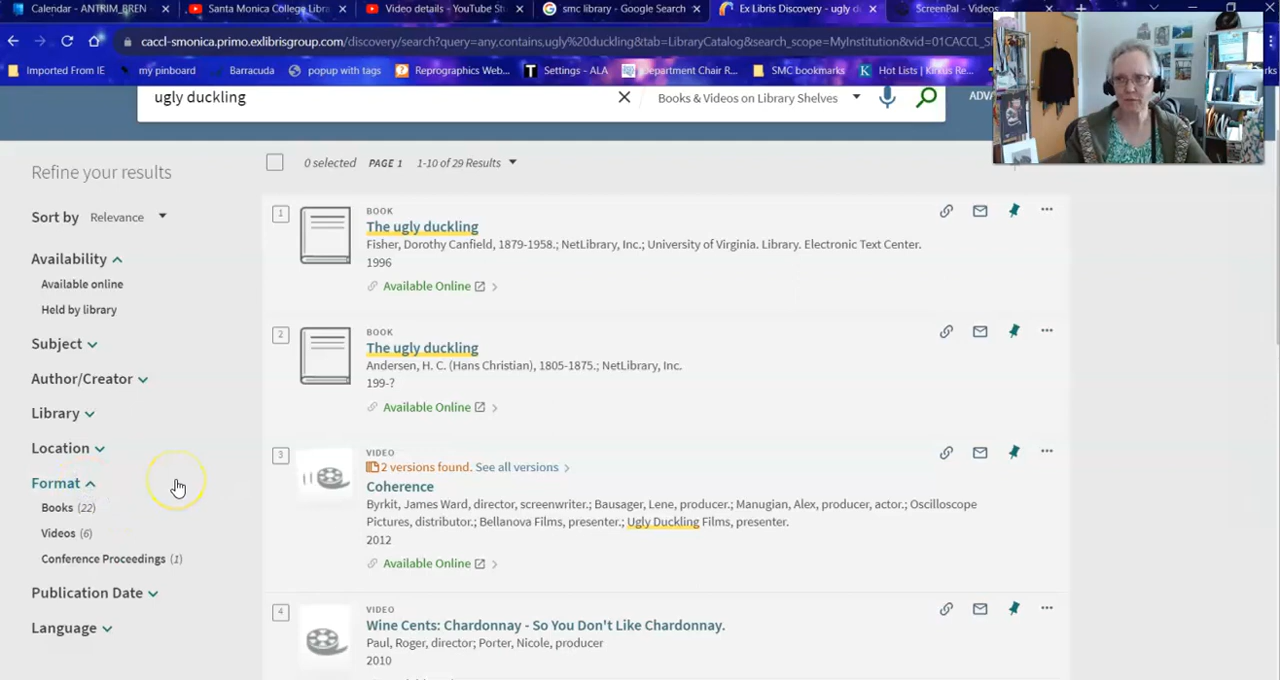 Calendar - ANTRIM_BREN
Santa Monica College Libra
Video details - YouTube St
smc library - Google Search
Ex Libris Discovery - ugly d
ScreenPal - Videos
caccl-smonica.primo.exlibrisgroup.com/discovery/search?query=any,contains,ugly%20duckling&tab=LibraryCatalog&search_scope=MyInstitution&vid=01CACCL_SM
Imported From IE
my pinboard
Barracuda
popup with tags
Reprographics Web...
Settings - ALA
Department Chair R...
SMC bookmarks
Hot Lists | Kirkus Re...
ugly duckling
Books & Videos on Library Shelves
Refine your results
0 selected PAGE 1 1-10 of 29 Results
Sort by Relevance
Availability
Available online
Held by library
Subject
Author/Creator
Library
Location
Format
Books (22)
Videos (6)
Conference Proceedings (1)
Publication Date
Language
1
BOOK
The ugly duckling
Fisher, Dorothy Canfield, 1879-1958.; NetLibrary, Inc.; University of Virginia. Library. Electronic Text Center.
1996
Available Online
2
BOOK
The ugly duckling
Andersen, H. C. (Hans Christian), 1805-1875.; NetLibrary, Inc.
199-?
Available Online
3
VIDEO
2 versions found. See all versions
Coherence
Byrkit, James Ward, director, screenwriter.; Bausager, Lene, producer.; Manugian, Alex, producer, actor.; Oscilloscope
Pictures, distributor.; Bellanova Films, presenter.; Ugly Duckling Films, presenter.
2012
Available Online
4
VIDEO
Wine Cents: Chardonnay - So You Don't Like Chardonnay.
Paul, Roger, director; Porter, Nicole, producer
2010